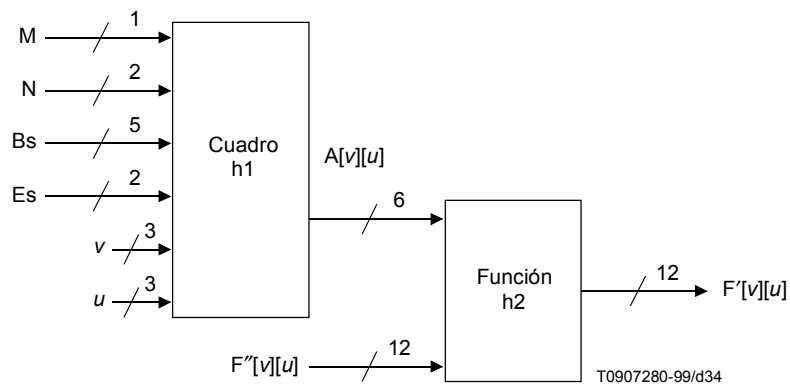 M
1
N
2
Bs
5
Es
2
v
3
u
3
Cuadro
h1
A[v][u]
6
F″[v][u]
12
Función
h2
12
F′[v][u]
T0907280-99/d34